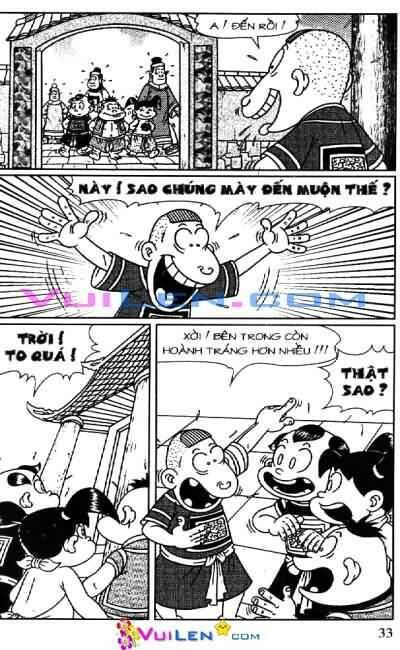 A! ĐẾN RỒI!
NÀY! SAO CHÚNG MÀY ĐẾN MUỘN THẾ?
VUILEN.COM
TRỜI!
TO QUÁ!
XỜI! BÊN TRONG CÒN
HOÀNH TRÁNG HƠN NHIỀU!!!
THẬT
SAO?
33
VUILEN.COM